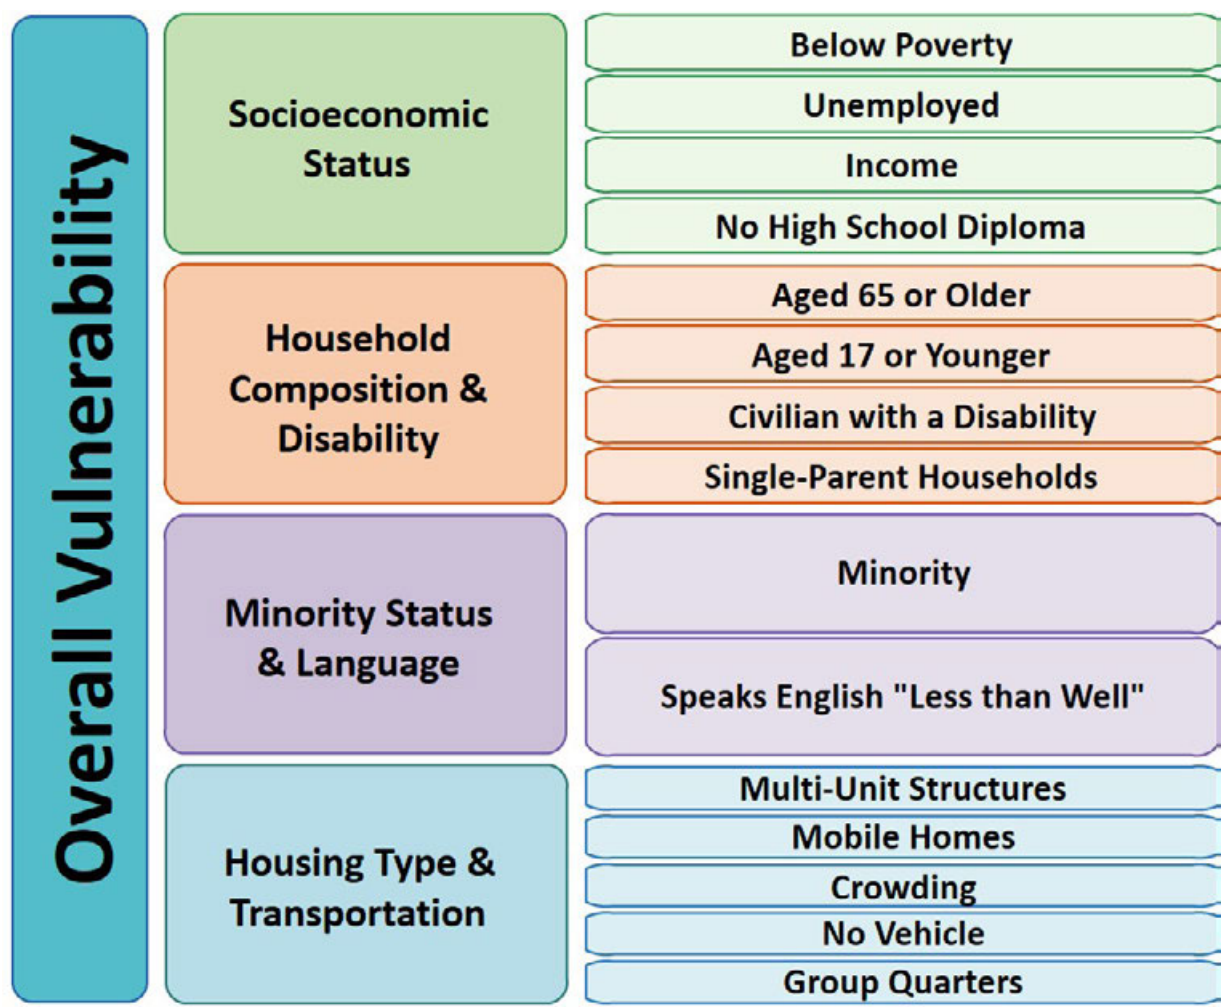 Overall Vulnerability
Socioeconomic
Status
Below Poverty
Unemployed
Income
No High School Diploma
Household
Composition &
Disability
Aged 65 or Older
Aged 17 or Younger
Civilian with a Disability
Single-Parent Households
Minority Status
& Language
Minority
Speaks English "Less than Well"
Housing Type &
Transportation
Multi-Unit Structures
Mobile Homes
Crowding
No Vehicle
Group Quarters